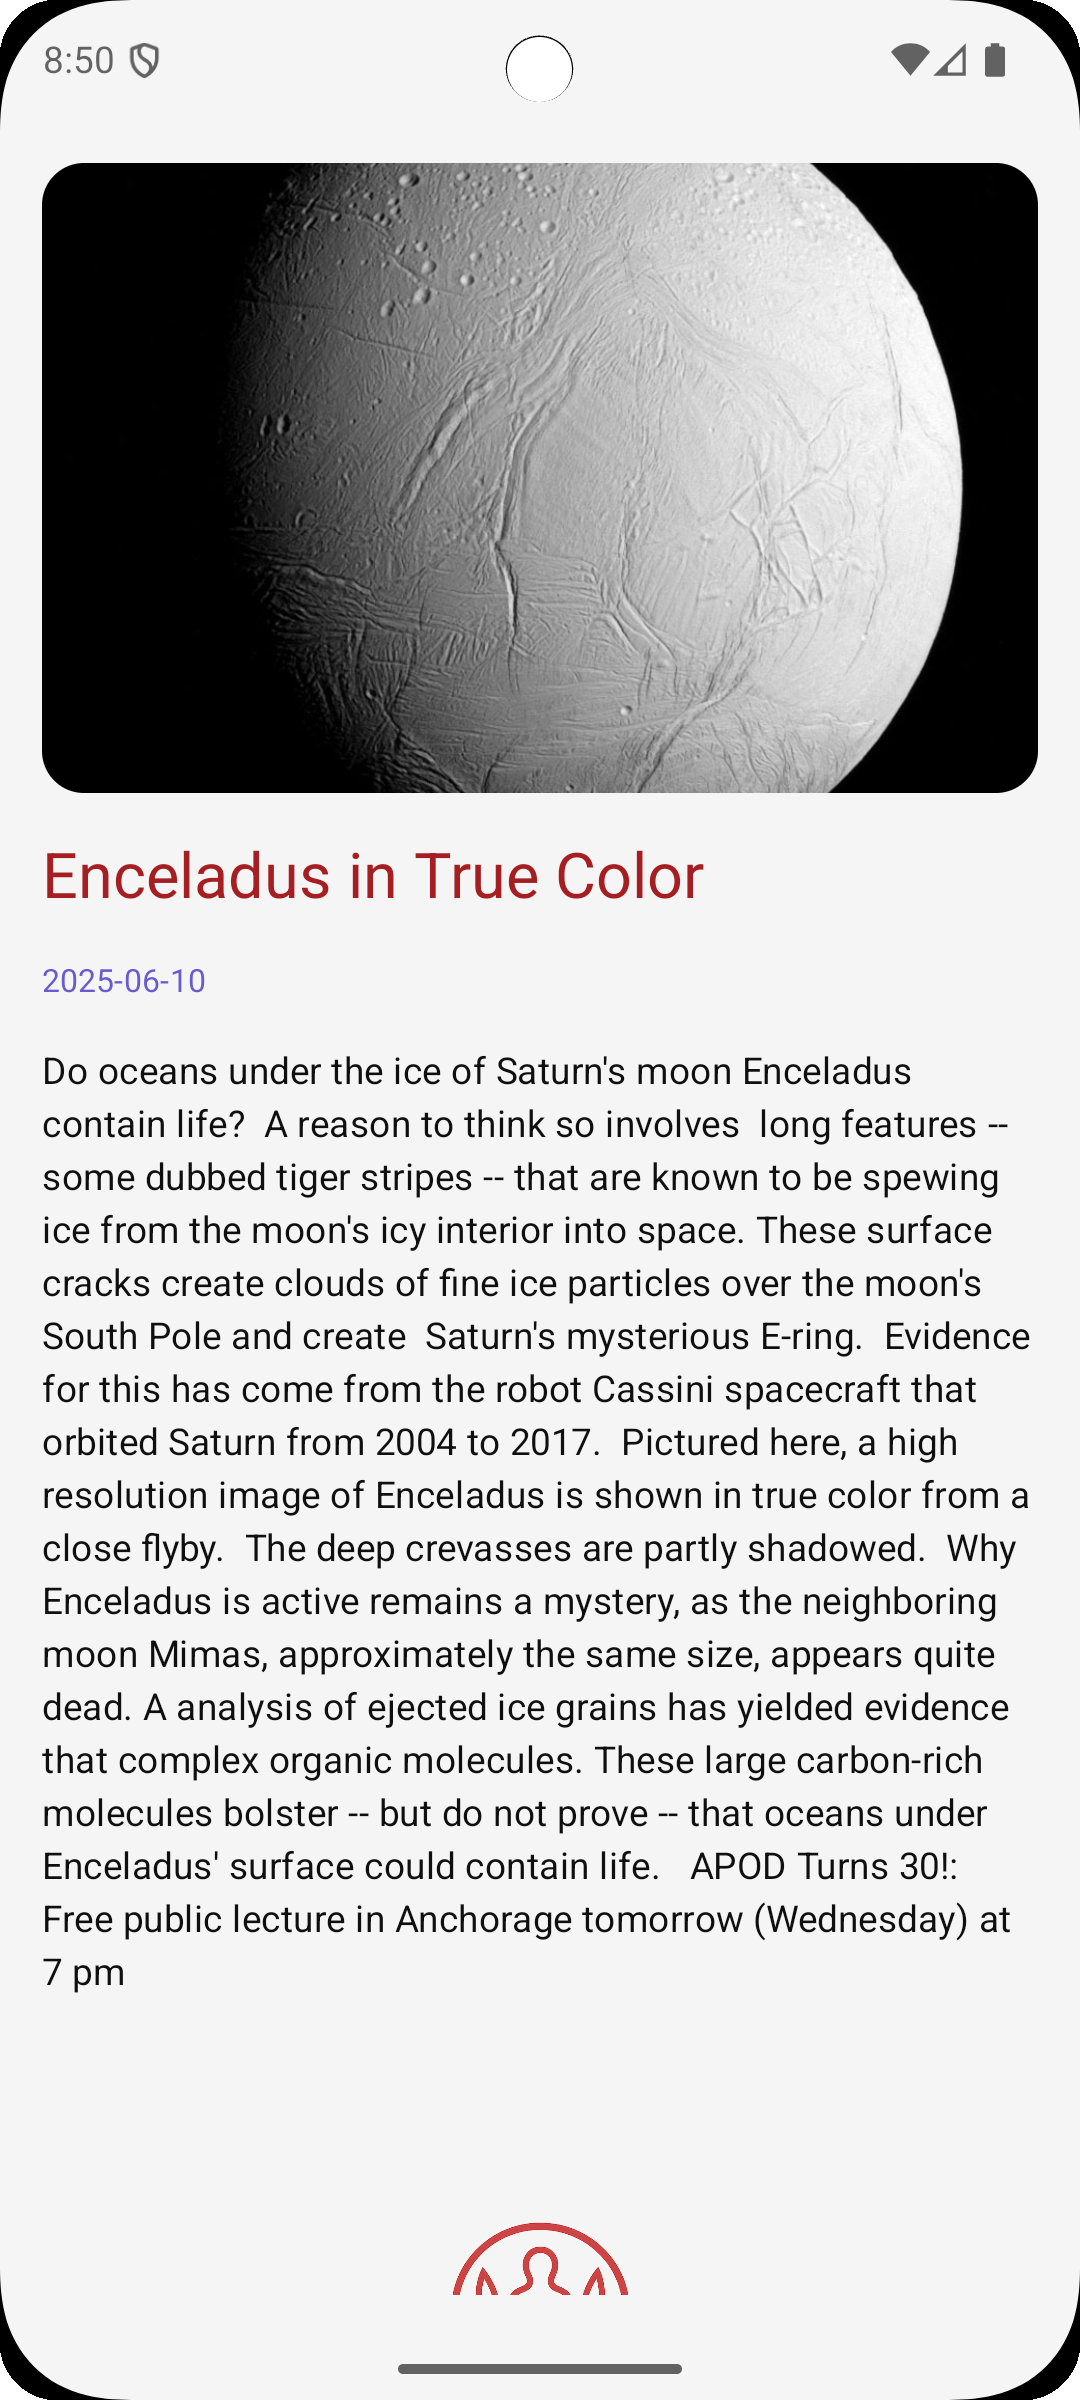 8:50
Enceladus in True Color
2025-06-10
Do oceans under the ice of Saturn's moon Enceladus
contain life?  A reason to think so involves  long features --
some dubbed tiger stripes -- that are known to be spewing
ice from the moon's icy interior into space. These surface
cracks create clouds of fine ice particles over the moon's
South Pole and create  Saturn's mysterious E-ring.  Evidence
for this has come from the robot Cassini spacecraft that
orbited Saturn from 2004 to 2017.  Pictured here, a high
resolution image of Enceladus is shown in true color from a
close flyby.  The deep crevasses are partly shadowed.  Why
Enceladus is active remains a mystery, as the neighboring
moon Mimas, approximately the same size, appears quite
dead. A analysis of ejected ice grains has yielded evidence
that complex organic molecules. These large carbon-rich
molecules bolster -- but do not prove -- that oceans under
Enceladus' surface could contain life.   APOD Turns 30!:
Free public lecture in Anchorage tomorrow (Wednesday) at
7 pm